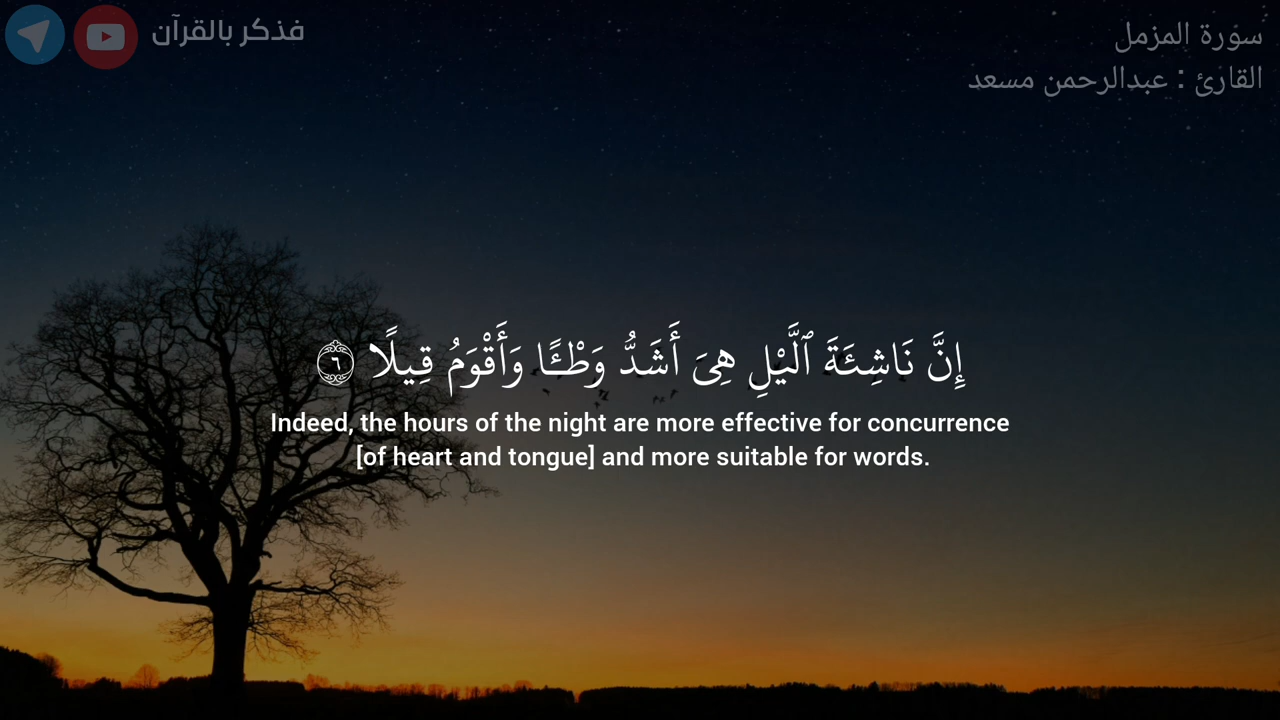 سورة المزمل
القارئ : عبدالرحمن مسعد
فذكر بالقرآن
إِنَّ نَاشِئَةَ ٱلَّيْلِ هِىَ أَشَدُّ وَطْـًٔا وَأَقْوَمُ قِيلًا ٦
Indeed, the hours of the night are more effective for concurrence
[of heart and tongue] and more suitable for words.